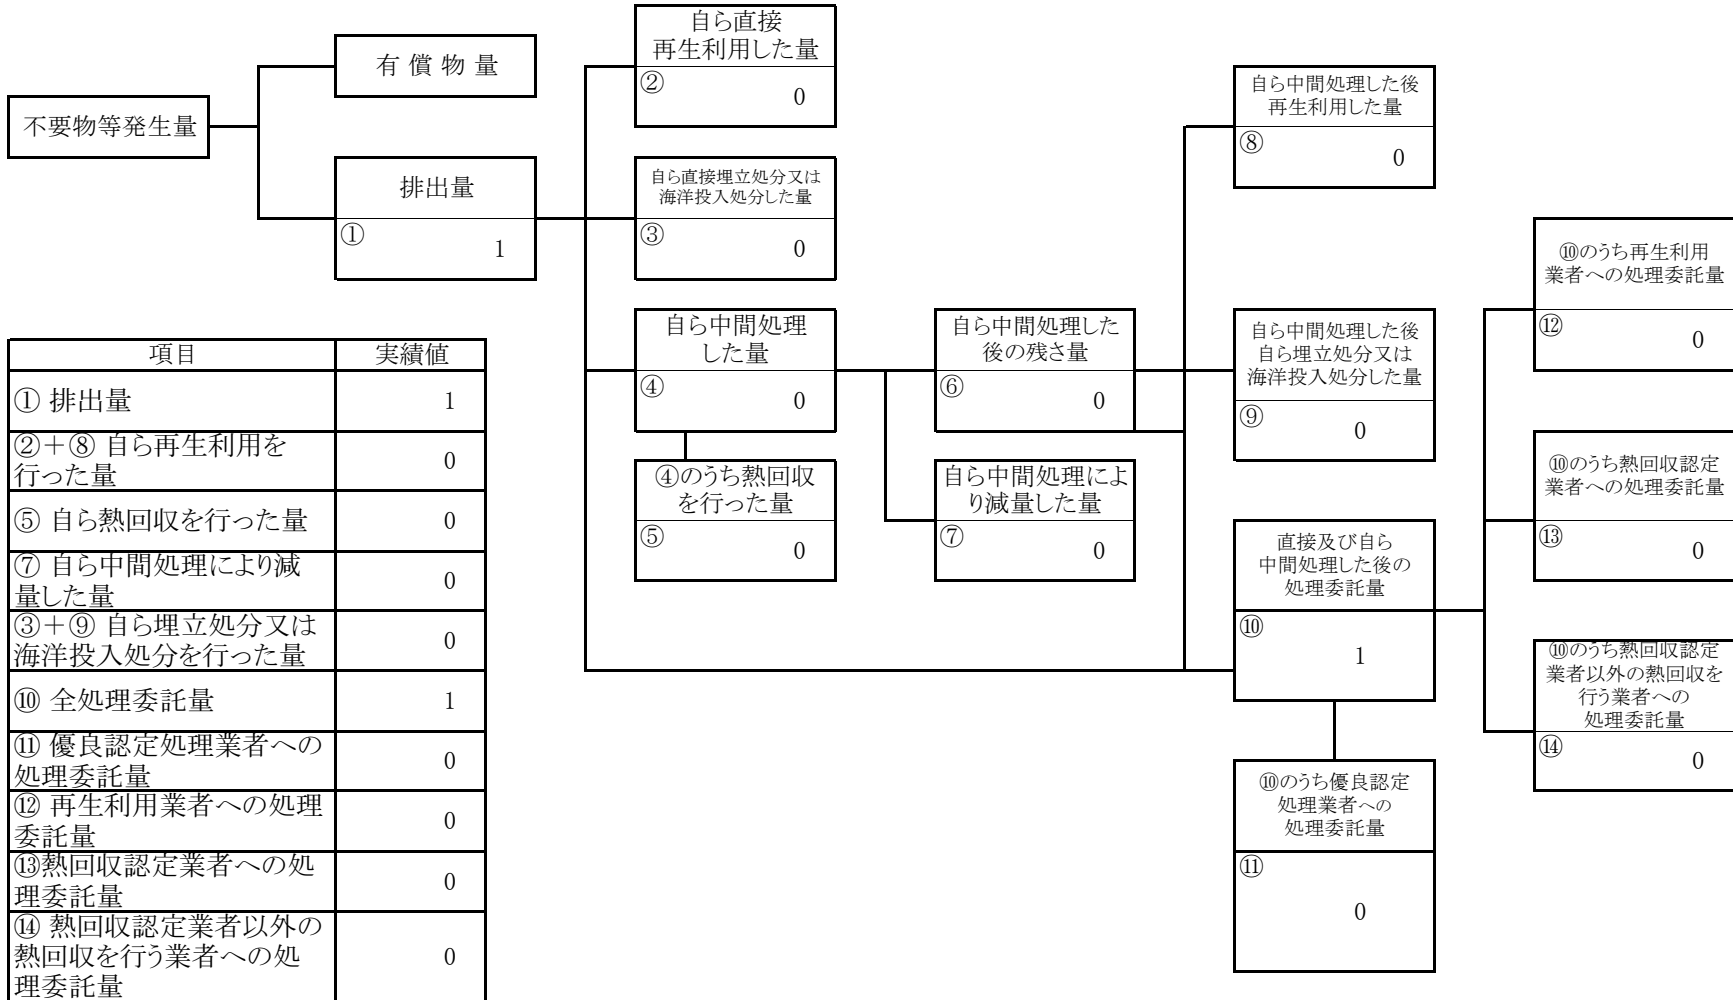 不要物等発生量
有償物量
排出量
①
1
自ら直接
再生利用した量
②
0
自ら直接埋立処分又は
海洋投入処分した量
③
0
自ら中間処理
した量
④
0
④のうち熱回収
を行った量
⑤
0
自ら中間処理した
後の残さ量
⑥
0
自ら中間処理によ
り減量した量
⑦
0
自ら中間処理した後
再生利用した量
⑧
0
自ら中間処理した後
自ら埋立処分又は
海洋投入処分した量
⑨
0
直接及び自ら
中間処理した後の
処理委託量
⑩
1
⑩のうち優良認定
処理業者への
処理委託量
⑪
0
⑩のうち再生利用
業者への処理委託量
⑫
0
⑩のうち熱回収認定
業者への処理委託量
⑬
0
⑩のうち熱回収認定
業者以外の熱回収を
行う業者への
処理委託量
⑭
0
項目 実績値
① 排出量 1
②＋⑧ 自ら再生利用を
行った量 0
⑤ 自ら熱回収を行った量 0
⑦ 自ら中間処理により減
量した量 0
③＋⑨ 自ら埋立処分又は
海洋投入処分を行った量 0
⑩ 全処理委託量 1
⑪ 優良認定処理業者への
処理委託量 0
⑫ 再生利用業者への処理
委託量 0
⑬熱回収認定業者への処
理委託量 0
⑭ 熱回収認定業者以外の
熱回収を行う業者への処
理委託量 0